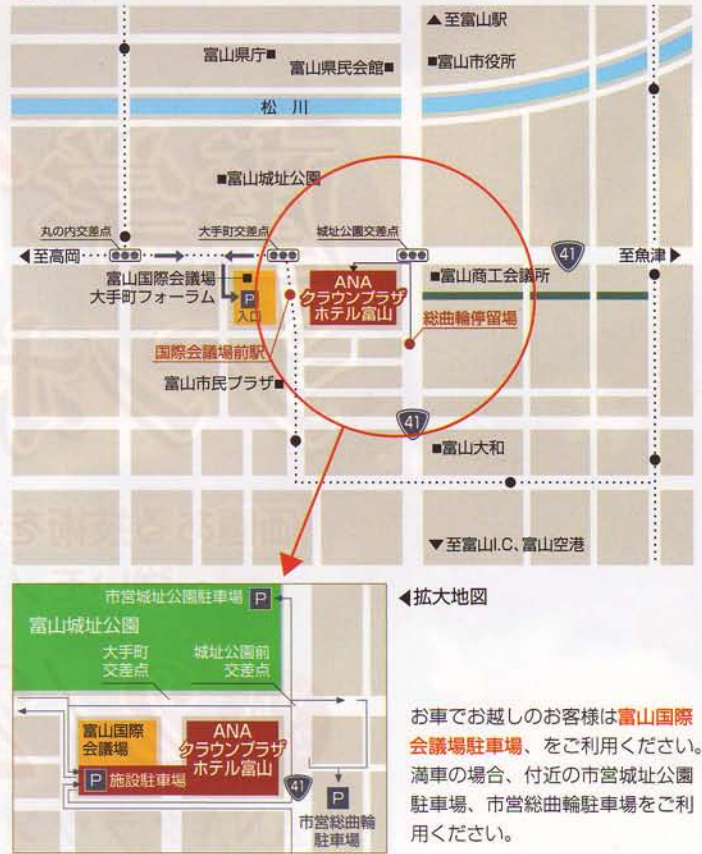 ▲至富山駅
富山県庁■
富山県民会館■
■富山市役所
松 川
■富山城址公園
丸の内交差点
大手町交差点
城址公園交差点
◀至高岡
41
至魚津▶
富山国際会議場■
大手町フォーラム
P
入口
ANA
クラウンプラザ
ホテル富山
■富山商工会議所
総曲輪停留場
国際会議場前駅
富山市民プラザ■
41
■富山大和
▼至富山I.C、富山空港
◀拡大地図
市営城址公園駐車場 P
富山城址公園
大手町
交差点
城址公園前
交差点
富山国際
会議場
ANA
クラウンプラザ
ホテル富山
P 施設駐車場
41
P
市営総曲輪
駐車場
お車でお越しのお客様は富山国際
会議場駐車場、をご利用ください。
満車の場合、付近の市営城址公園
駐車場、市営総曲輪駐車場をご利
用ください。